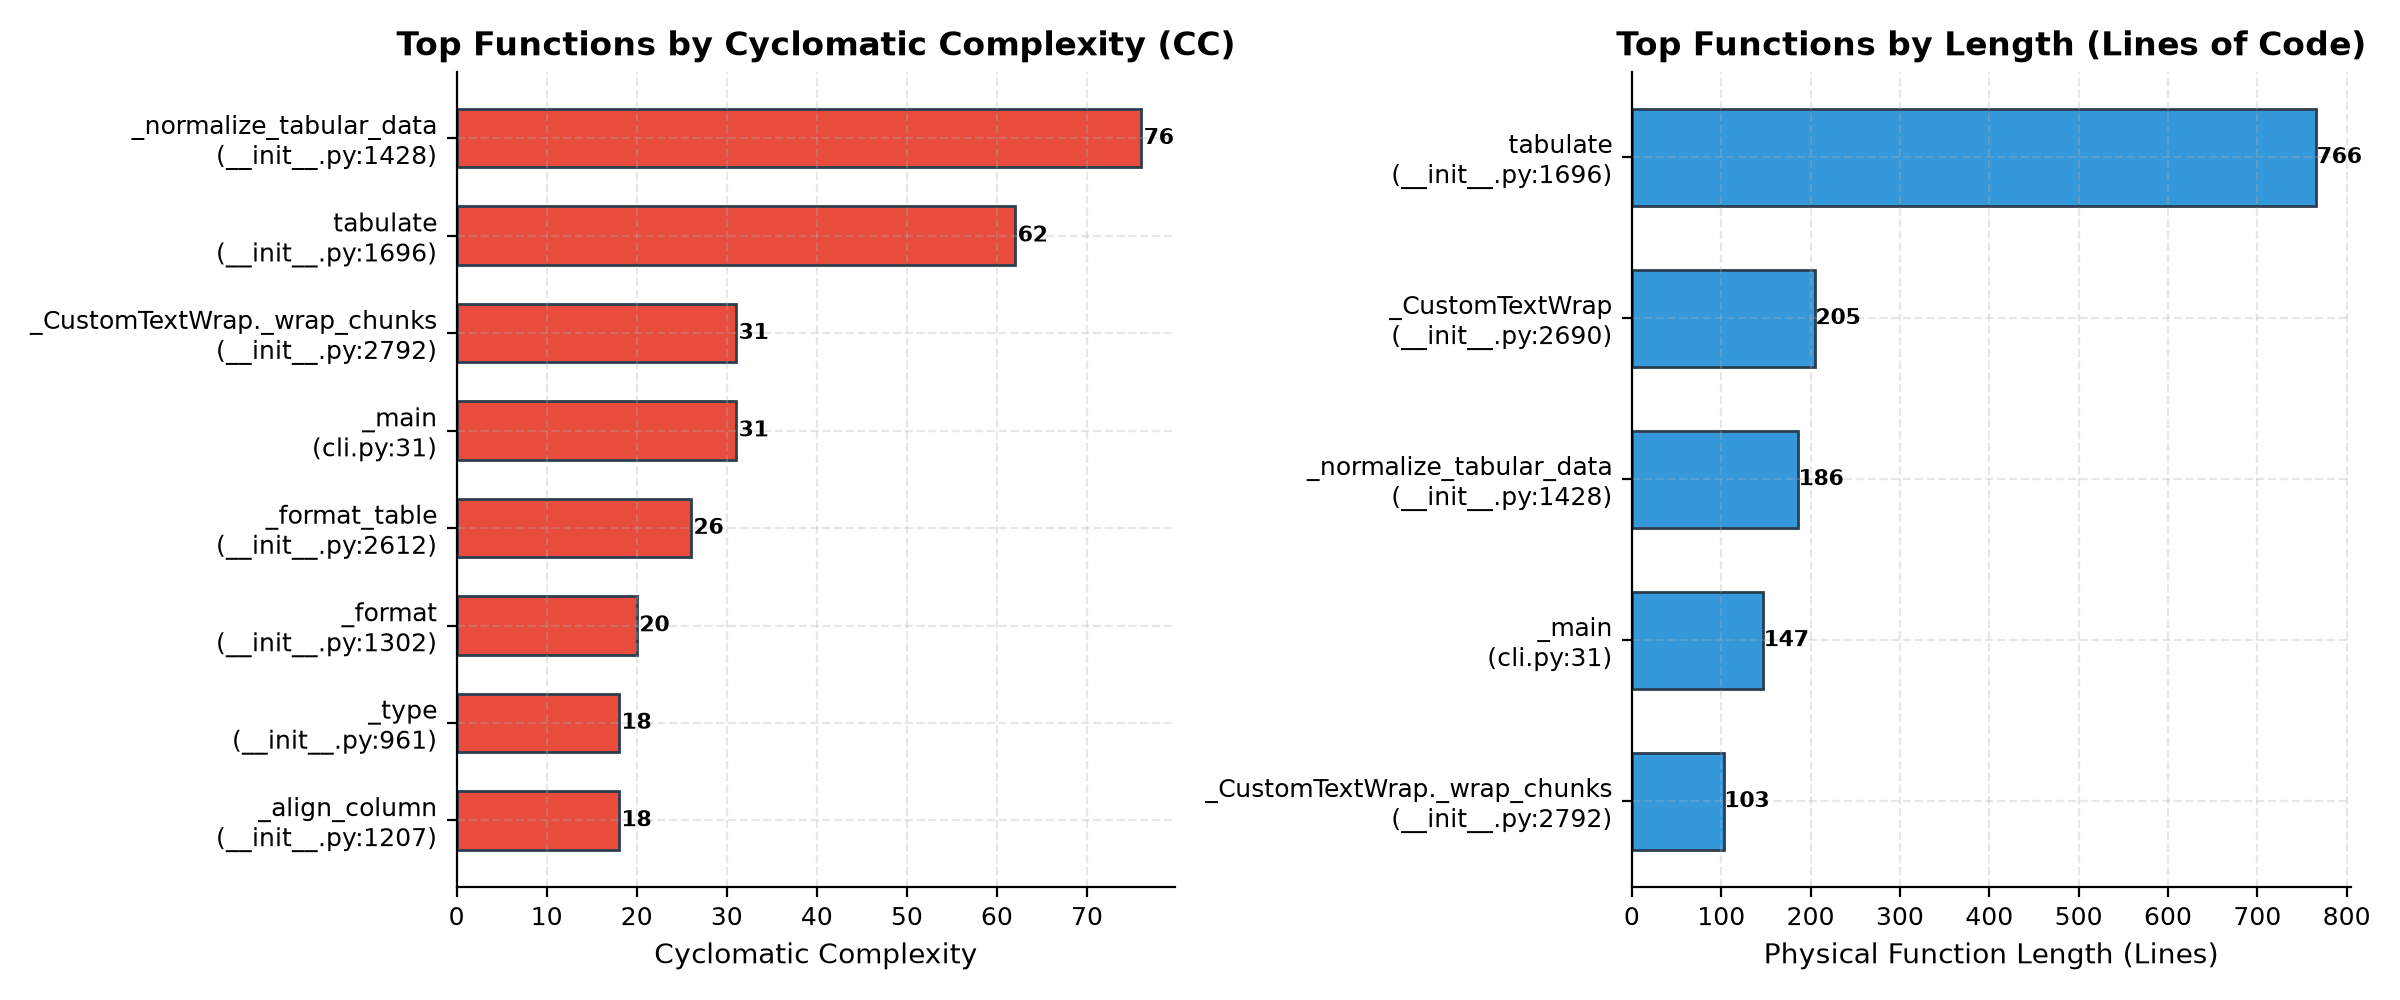 Top Functions by Cyclomatic Complexity (CC)
_normalize_tabular_data
(__init__.py:1428)
76
tabulate
(__init__.py:1696)
62
_CustomTextWrap._wrap_chunks
(__init__.py:2792)
31
_main
(cli.py:31)
31
_format_table
(__init__.py:2612)
26
_format
(__init__.py:1302)
20
_type
(__init__.py:961)
18
_align_column
(__init__.py:1207)
18
0 10 20 30 40 50 60 70
Cyclomatic Complexity
Top Functions by Length (Lines of Code)
tabulate
(__init__.py:1696)
766
_CustomTextWrap
(__init__.py:2690)
205
_normalize_tabular_data
(__init__.py:1428)
186
_main
(cli.py:31)
147
_CustomTextWrap._wrap_chunks
(__init__.py:2792)
103
0 100 200 300 400 500 600 700 800
Physical Function Length (Lines)